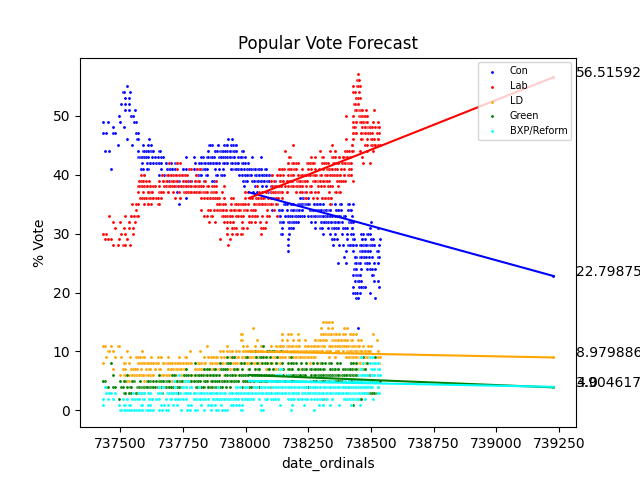 Popular Vote Forecast
Con
Lab
LD
Green
BXP/Reform
56.51592
22.79875
8.979886
% Vote
50
40
30
20
10
0
737500 737750 738000 738250 738500 738750 739000 739250
date_ordinals